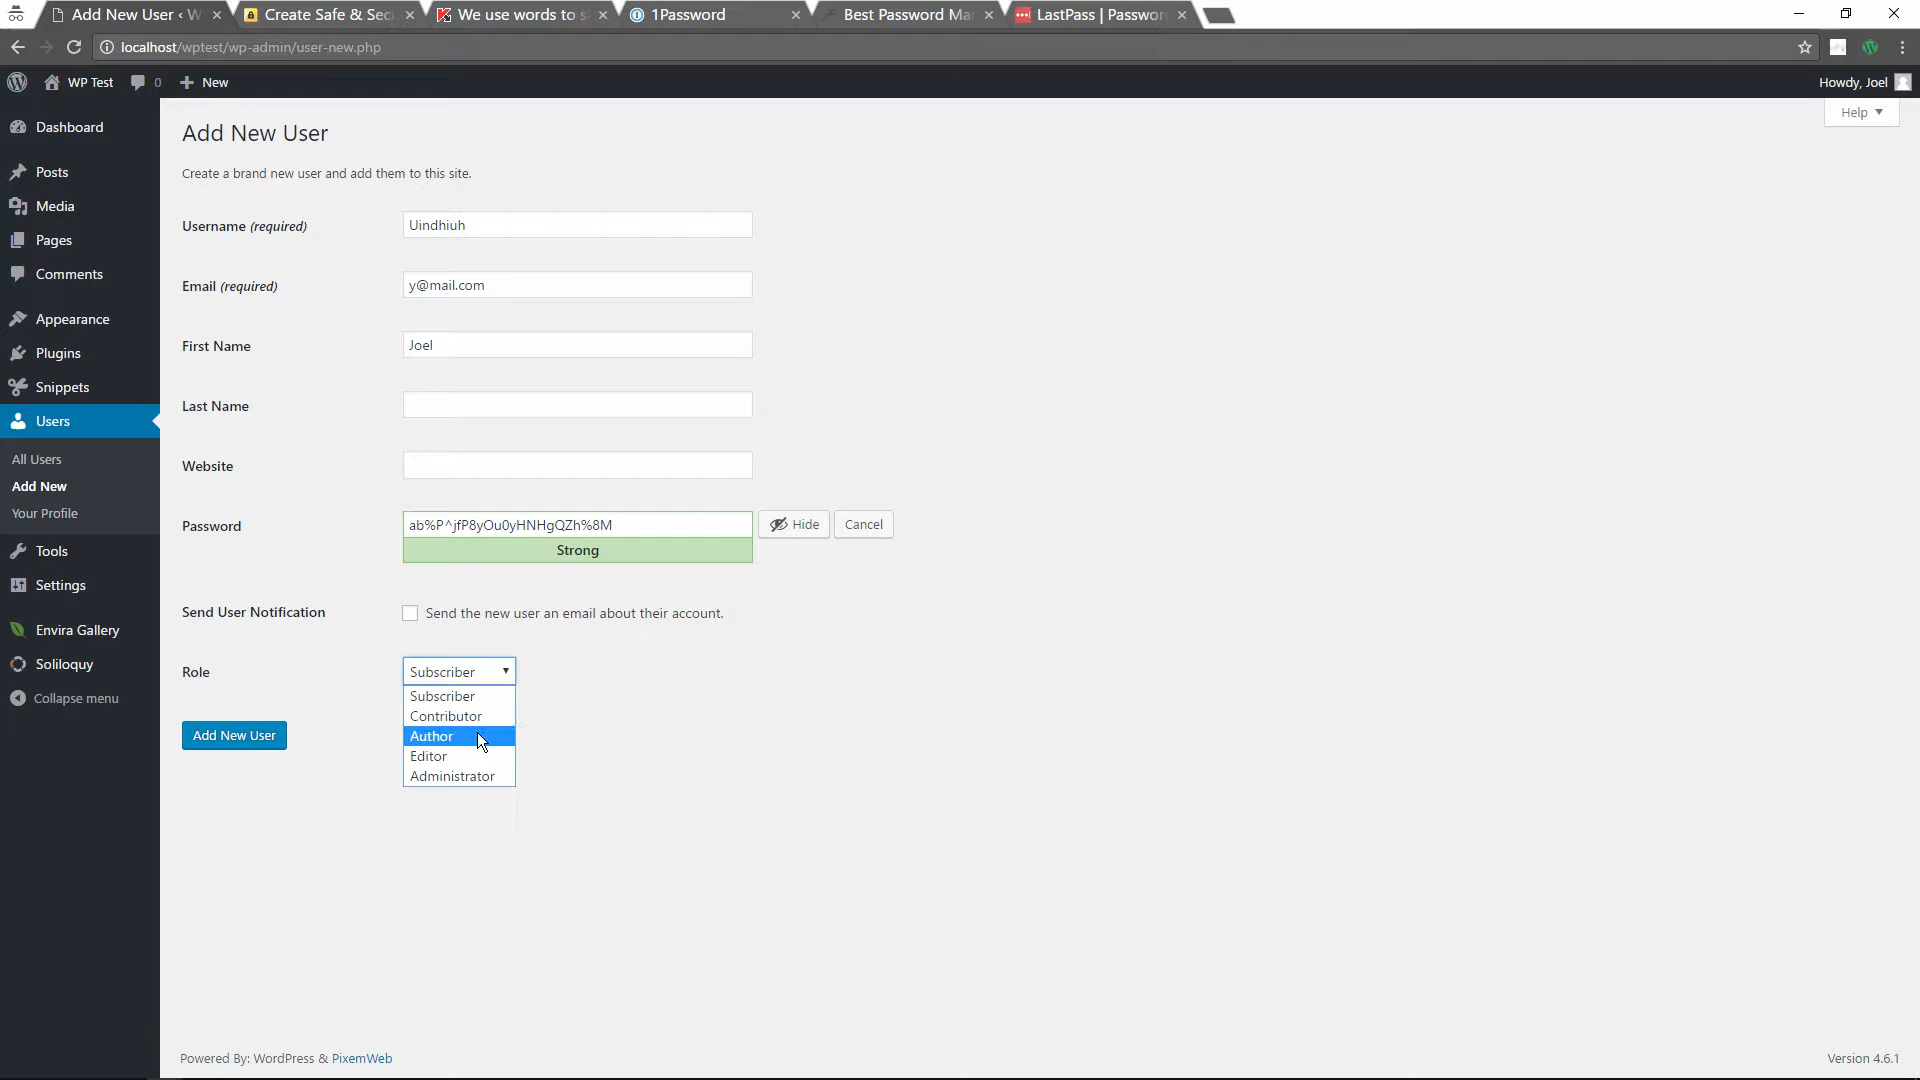 Add New User ‹ W
Create Safe & Sec
We use words to s
1Password
Best Password Ma
LastPass | Passwor
localhost/wptest/wp-admin/user-new.php
WP Test
0
New
Howdy, Joel
Help
Dashboard
Posts
Media
Pages
Comments
Appearance
Plugins
Snippets
Users
All Users
Add New
Your Profile
Tools
Settings
Envira Gallery
Soliloquy
Collapse menu
Add New User
Create a brand new user and add them to this site.
Username (required)
Uindhiuh
Email (required)
y@mail.com
First Name
Joel
Last Name
Website
Password
ab%P^jfP8yOu0yHNHgQZh%8M
Hide
Cancel
Strong
Send User Notification
Send the new user an email about their account.
Role
Subscriber
Subscriber
Contributor
Author
Editor
Administrator
Add New User
Powered By: WordPress & PixemWeb
Version 4.6.1